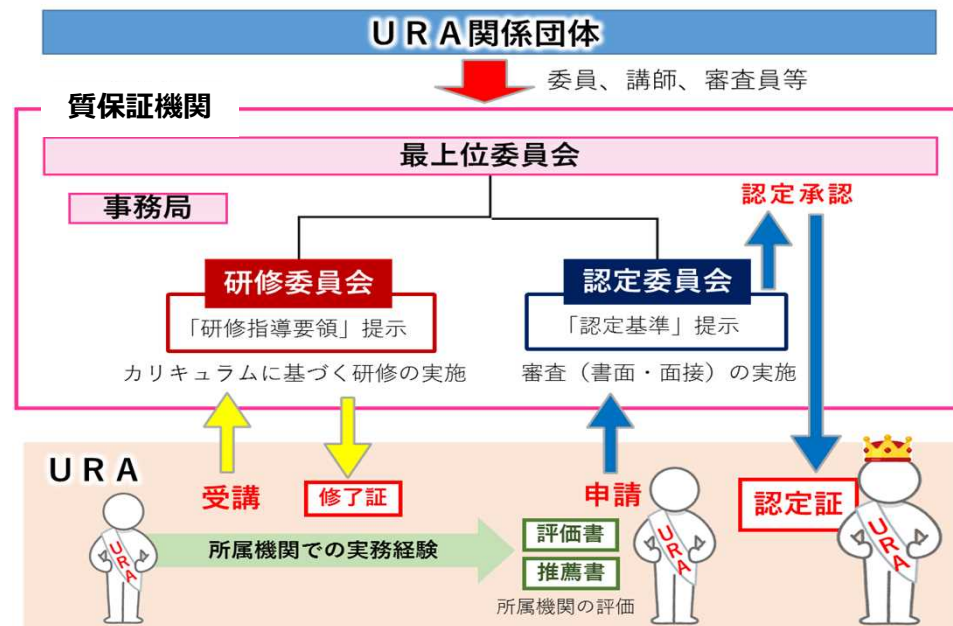 ＵＲＡ関係団体
委員、講師、審査員等
質保証機関
最上位委員会
事務局
認定承認
研修委員会
「研修指導要領」提示
カリキュラムに基づく研修の実施
認定委員会
「認定基準」提示
審査（書面・面接）の実施
ＵＲＡ
受講
修了証
申請
認定証
URA
所属機関での実務経験
評価書
推薦書
所属機関の評価
URA
URA